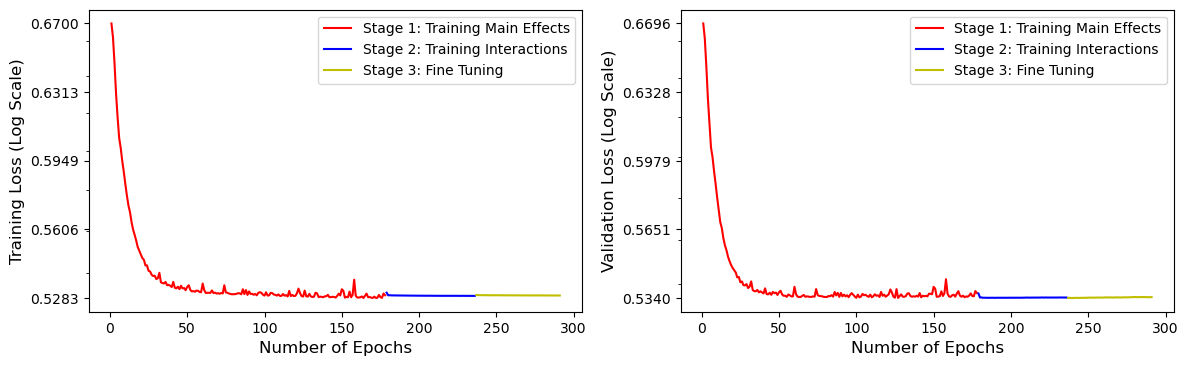 Training Loss (Log Scale)
0.6700
0.6313
0.5949
0.5606
0.5283
Stage 1: Training Main Effects
Stage 2: Training Interactions
Stage 3: Fine Tuning
0
50
100
150
200
250
300
Number of Epochs
Validation Loss (Log Scale)
0.6696
0.6328
0.5979
0.5651
0.5340
Stage 1: Training Main Effects
Stage 2: Training Interactions
Stage 3: Fine Tuning
0
50
100
150
200
250
300
Number of Epochs